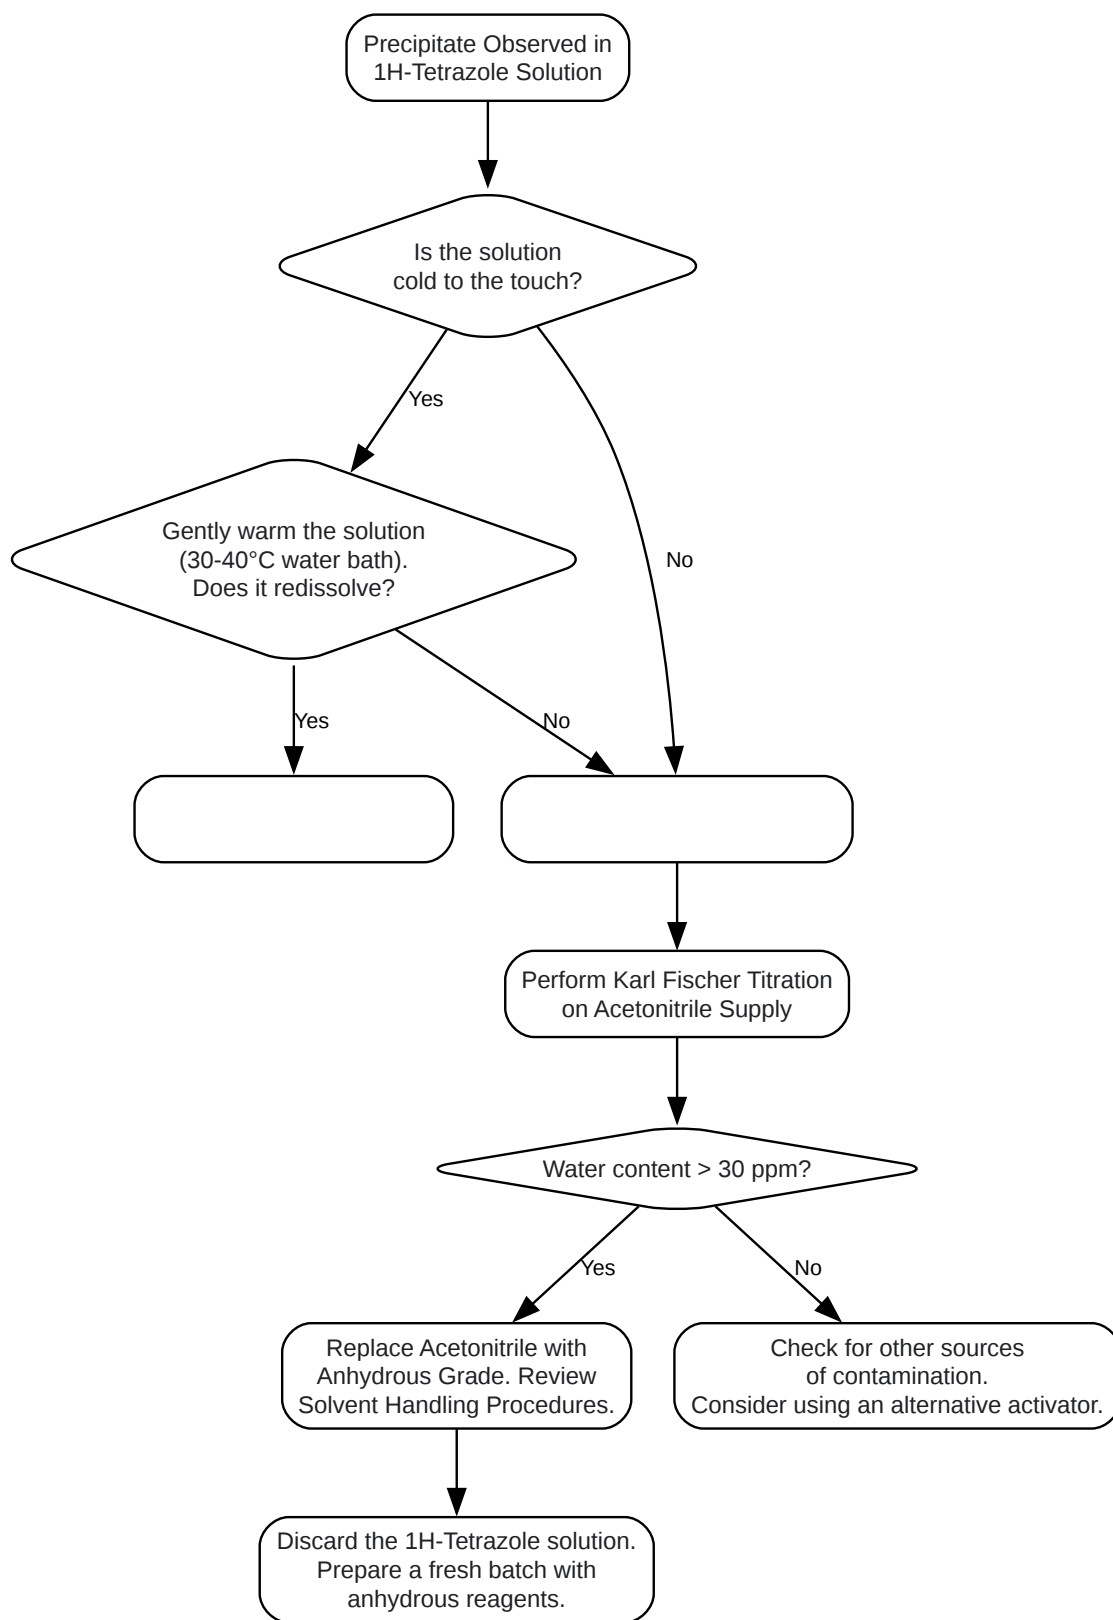 Precipitate Observed in
1H-Tetrazole Solution
Is the solution
cold to the touch?
Yes
Gently warm the solution
(30-40°C water bath).
Does it redissolve?
No
Yes
No
Perform Karl Fischer Titration
on Acetonitrile Supply
Water content > 30 ppm?
Yes
No
Replace Acetonitrile with
Anhydrous Grade. Review
Solvent Handling Procedures.
Check for other sources
of contamination.
Consider using an alternative activator.
Discard the 1H-Tetrazole solution.
Prepare a fresh batch with
anhydrous reagents.